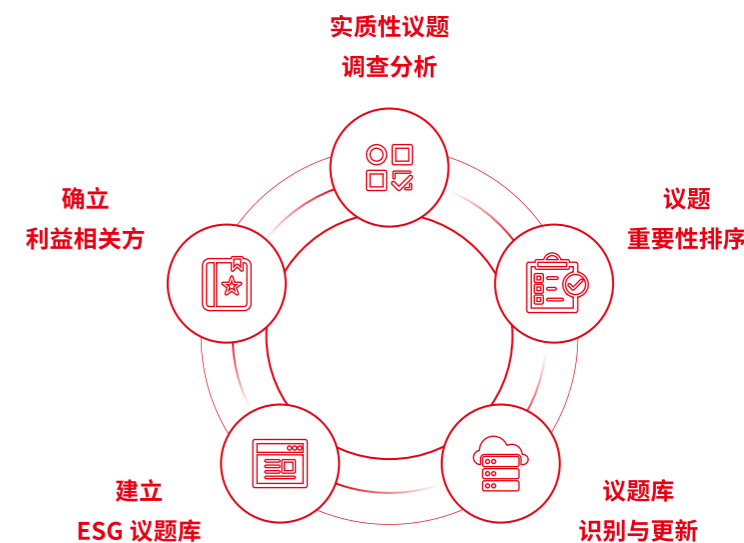 实质性议题
调查分析
确立
利益相关方
议题
重要性排序
建立
ESG 议题库
议题库
识别与更新